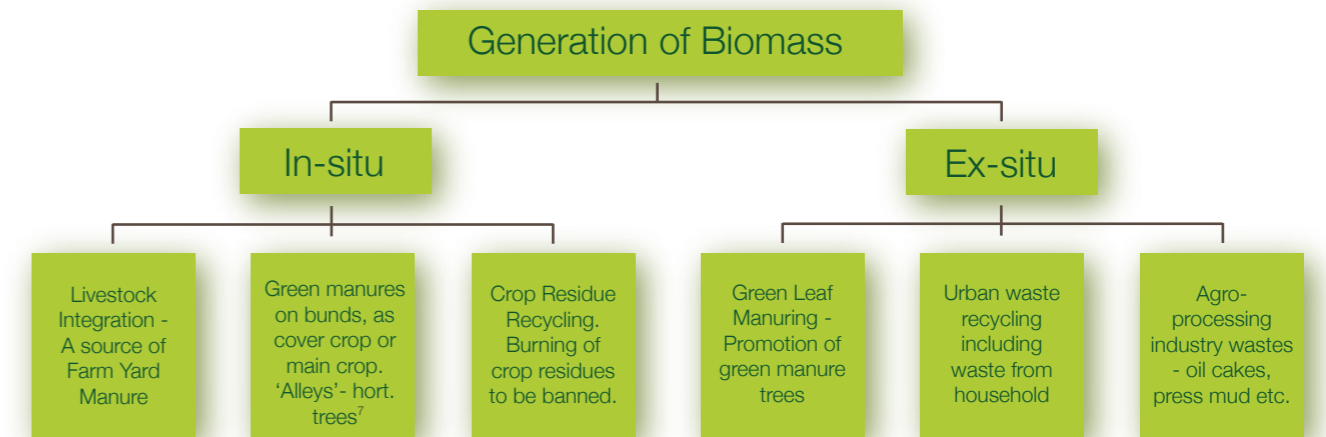 Generation of Biomass
In-situ
Ex-situ
Livestock
Integration -
A source of
Farm Yard
Manure
Green manures
on bunds, as
cover crop or
main crop.
‘Alleys’- hort.
trees7
Crop Residue
Recycling.
Burning of
crop residues
to be banned.
Green Leaf
Manuring -
Promotion of
green manure
trees
Urban waste
recycling
including
waste from
household
Agro-
processing
industry wastes
- oil cakes,
press mud etc.